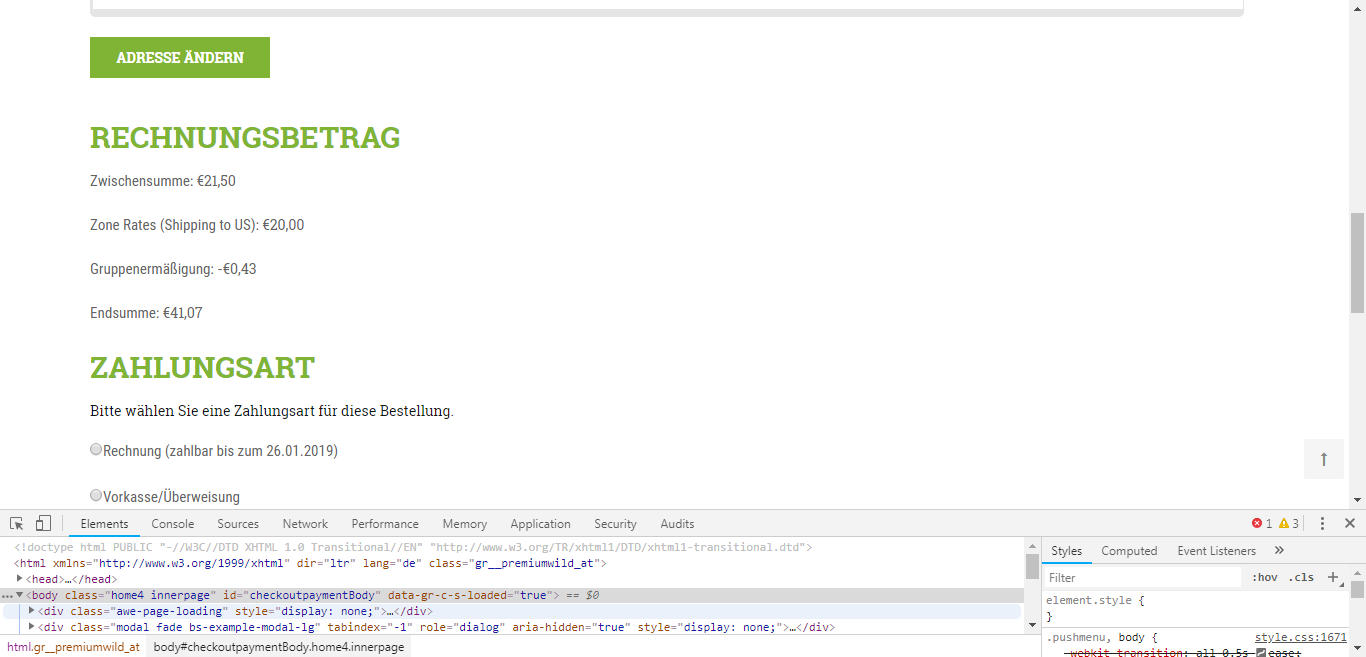 ADRESSE ÄNDERN
RECHNUNGSBETRAG
Zwischensumme: €21,50
Zone Rates (Shipping to US): €20,00
Gruppenermäßigung: -€0,43
Endsumme: €41,07
ZAHLUNGSART
Bitte wählen Sie eine Zahlungsart für diese Bestellung.
Rechnung (zahlbar bis zum 26.01.2019)
Vorkasse/Überweisung
Elements Console Sources Network Performance Memory Application Security Audits 1 3
<!doctype html PUBLIC "-//W3C//DTD XHTML 1.0 Transitional//EN" "http://www.w3.org/TR/xhtml1/DTD/xhtml1-transitional.dtd">
<html xmlns="http://www.w3.org/1999/xhtml" dir="ltr" lang="de" class="gr__premiumwild_at">
<head>…</head>
<body class="home4 innerpage" id="checkoutpaymentBody" data-gr-c-s-loaded="true"> == $0
<div class="awe-page-loading" style="display: none;">…</div>
<div class="modal fade bs-example-modal-lg" tabindex="-1" role="dialog" aria-hidden="true" style="display: none;">…</div>
html.gr__premiumwild_at body#checkoutpaymentBody.home4.innerpage
Styles Computed Event Listeners »
Filter :hov .cls +
element.style {
}
.pushmenu, body { style.css:1671
-webkit-transition: all 0.5s ease;